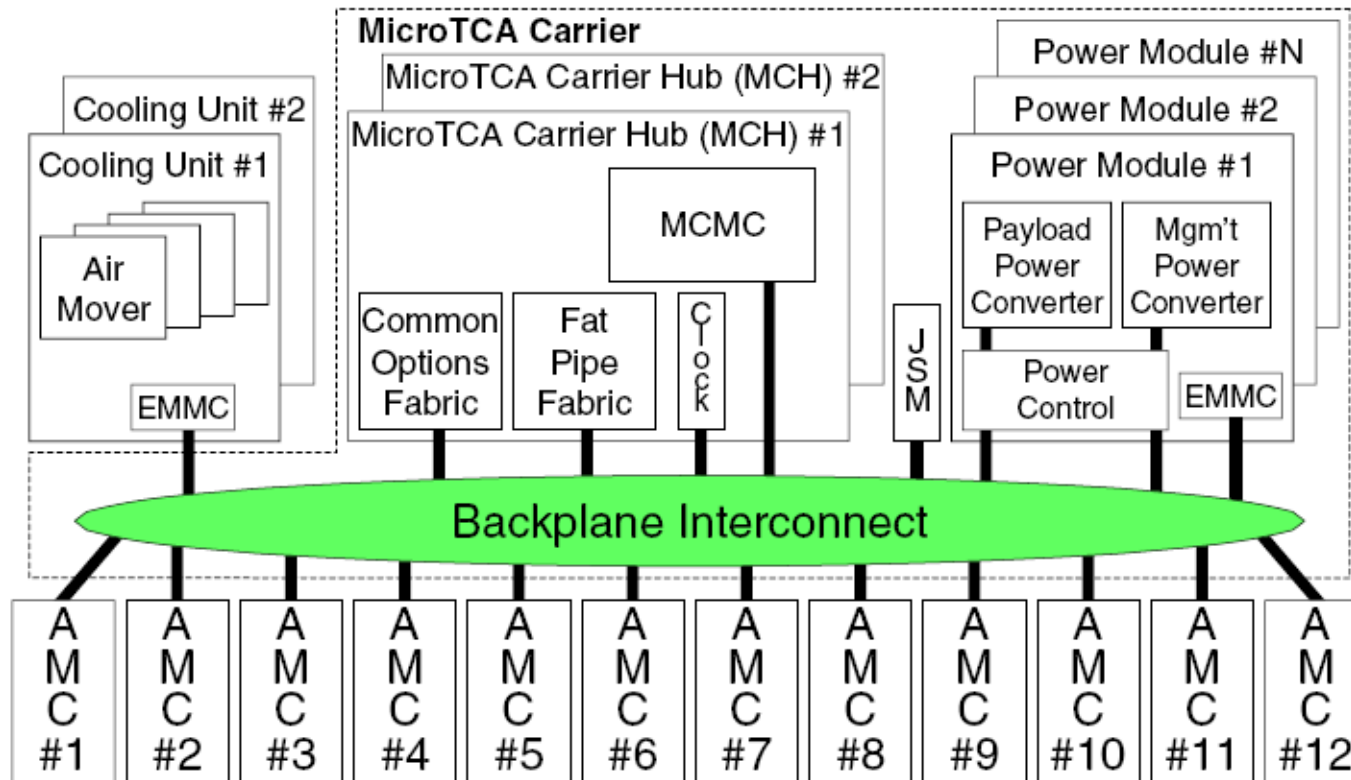 MicroTCA Carrier
MicroTCA Carrier Hub (MCH) #2
MicroTCA Carrier Hub (MCH) #1
MCMC
Common
Options
Fabric
Fat
Pipe
Fabric
Clock
Cooling Unit #2
Cooling Unit #1
Air
Mover
EMMC
JSM
Power Module #N
Power Module #2
Power Module #1
Payload
Power
Converter
Mgm't
Power
Converter
Power
Control
EMMC
Backplane Interconnect
AMC
#1
AMC
#2
AMC
#3
AMC
#4
AMC
#5
AMC
#6
AMC
#7
AMC
#8
AMC
#9
AMC
#10
AMC
#11
AMC
#12